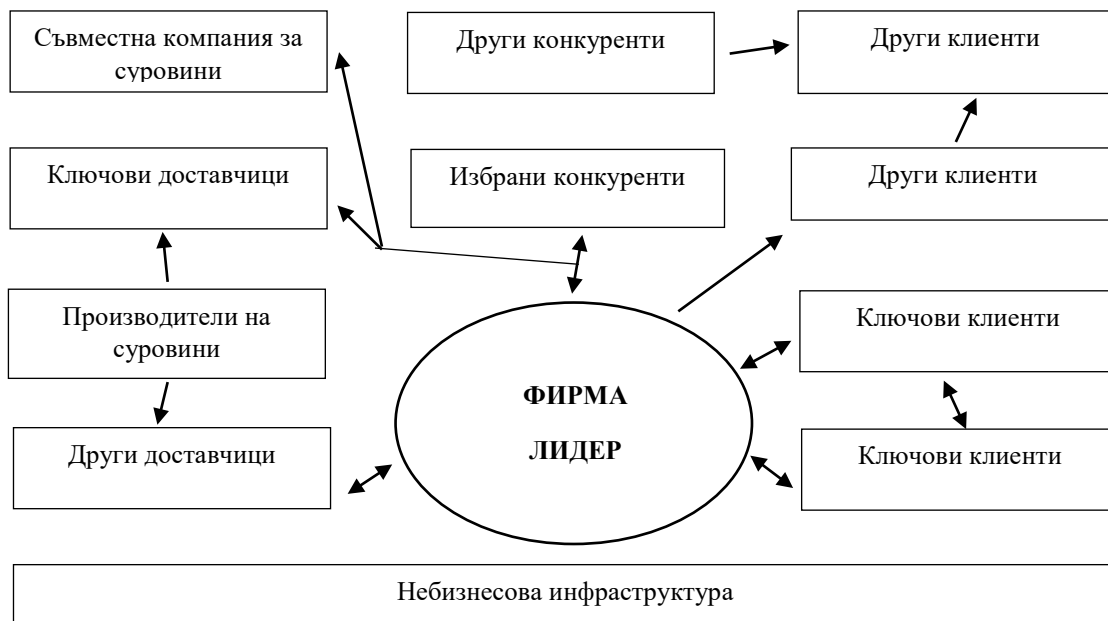 Съвместна компания за
суровини
Други конкуренти
Други клиенти
Ключови доставчици
Избрани конкуренти
Други клиенти
Производители на
суровини
Ключови клиенти
ФИРМА
ЛИДЕР
Други доставчици
Ключови клиенти
Небизнесова инфраструктура